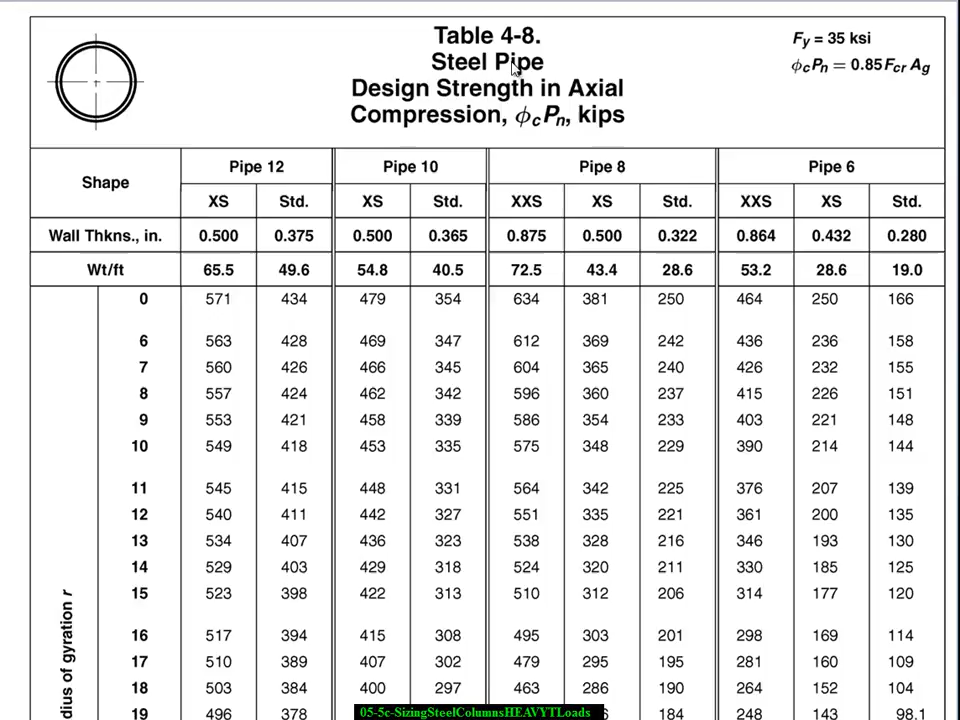 Table 4-8.
Steel Pipe
Design Strength in Axial
Compression, ϕcPn, kips
Fy = 35 ksi
ϕcPn = 0.85Fcr Ag
Shape Pipe 12 Pipe 10 Pipe 8 Pipe 6
XS Std. XS Std. XXS XS Std. XXS XS Std.
Wall Thkns., in. 0.500 0.375 0.500 0.365 0.875 0.500 0.322 0.864 0.432 0.280
Wt/ft 65.5 49.6 54.8 40.5 72.5 43.4 28.6 53.2 28.6 19.0
0 571 434 479 354 634 381 250 464 250 166
6 563 428 469 347 612 369 242 436 236 158
7 560 426 466 345 604 365 240 426 232 155
8 557 424 462 342 596 360 237 415 226 151
9 553 421 458 339 586 354 233 403 221 148
10 549 418 453 335 575 348 229 390 214 144
11 545 415 448 331 564 342 225 376 207 139
12 540 411 442 327 551 335 221 361 200 135
13 534 407 436 323 538 328 216 346 193 130
14 529 403 429 318 524 320 211 330 185 125
15 523 398 422 313 510 312 206 314 177 120
16 517 394 415 308 495 303 201 298 169 114
17 510 389 407 302 479 295 195 281 160 109
18 503 384 400 297 463 286 190 264 152 104
19 496 378 184 248 143 98.1
dius of gyration r
05-5c-SizingSteelColumnsHEAVYTLoads